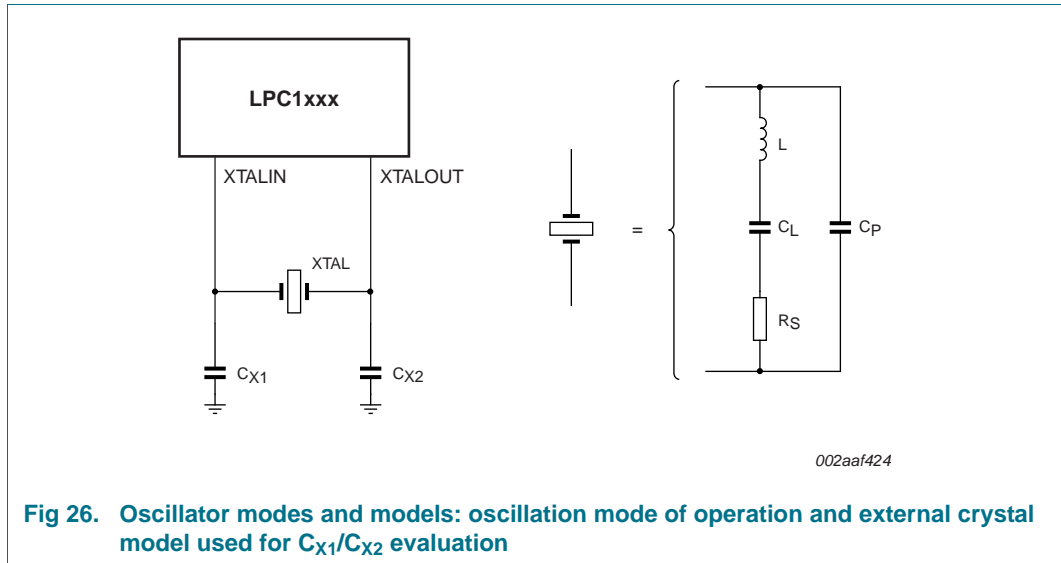 LPC1xxx
XTALIN
XTALOUT
XTAL
CX1
CX2
=
L
CL
CP
RS
002aaf424
Fig 26. Oscillator modes and models: oscillation mode of operation and external crystal
model used for CX1/CX2 evaluation